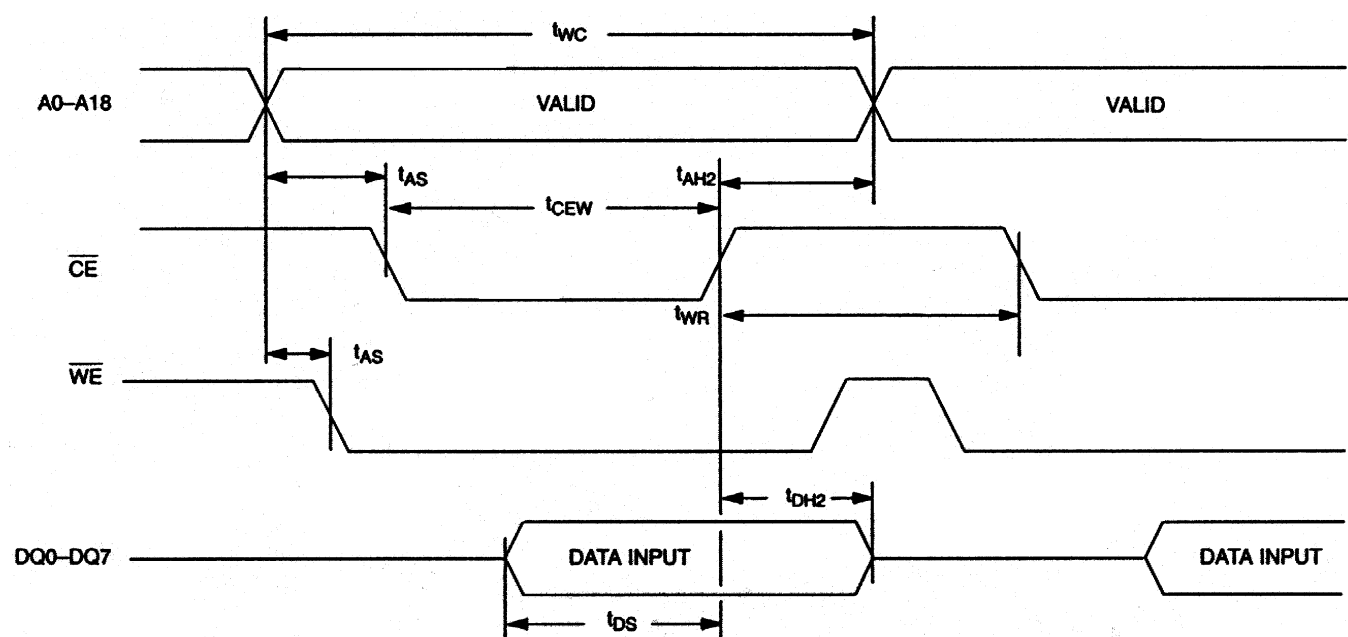 tWC
A0–A18 VALID VALID
tAS tAH2
tCEW
CE
tWR
tAS
WE
tDH2
DQ0–DQ7 DATA INPUT DATA INPUT
tDS